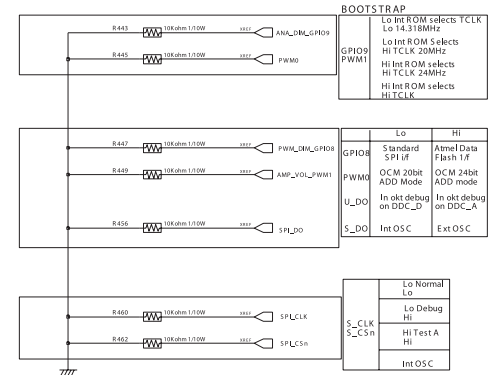 BOOTSTRAP
R443 10Kohm 1/10W XREF ANA_DIM_GPIO9
R445 10Kohm 1/10W XREF PWM0
GPIO9
PWM1
Lo Int ROM selects TCLK
Lo 14.318MHz
Lo Int ROM Selects
Hi TCLK 20MHz
Hi Int ROM selects
Hi TCLK 24MHz
Hi Int ROM selects
Hi TCLK
R447 10Kohm 1/10W XREF PWM_DIM_GPIO8
R449 10Kohm 1/10W XREF AMP_VOL_PWM1
R456 10Kohm 1/10W XREF SPI_DO
Lo Hi
GPIO8 Standard Atmel Data
SPI i/f Flash 1/f
PWM0 OCM 20bit OCM 24bit
ADD Mode ADD mode
U_DO In okt debug In okt debug
on DDC_D on DDC_A
S_DO Int OSC Ext OSC
R460 10Kohm 1/10W XREF SPI_CLK
R462 10Kohm 1/10W XREF SPI_CSn
S_CLK
S_CSn
Lo Normal
Lo
Lo Debug
Hi
Hi Test A
Hi
Int OSC